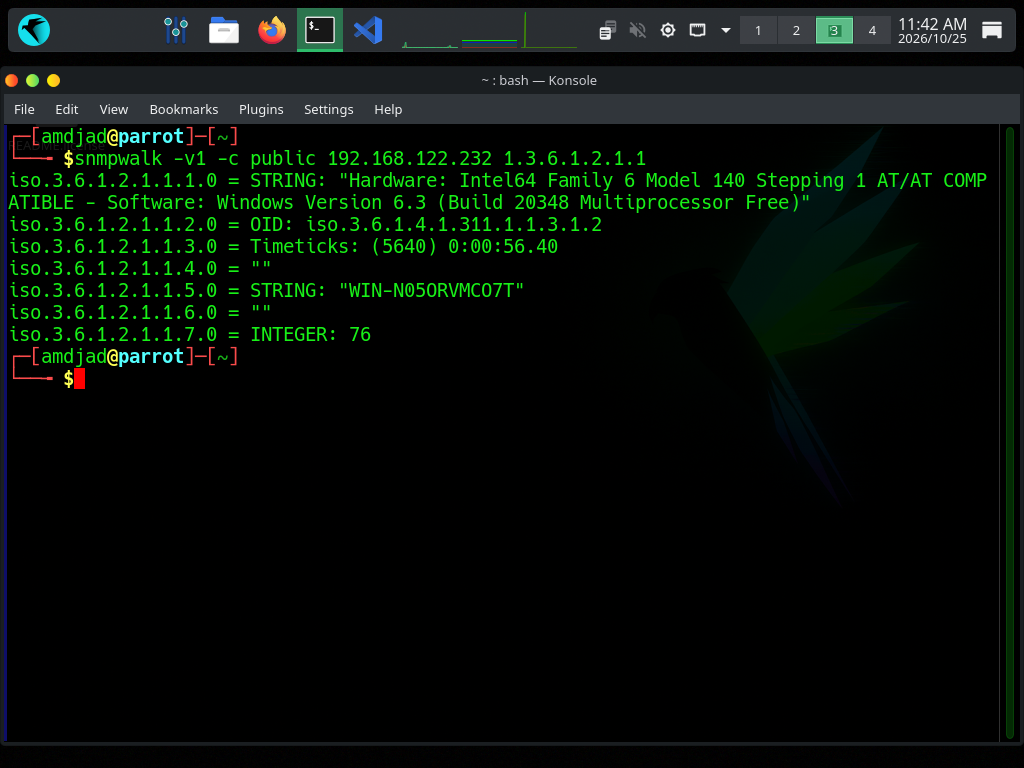 1 2 3 4
11:42 AM
2026/10/25
~ : bash — Konsole
File Edit View Bookmarks Plugins Settings Help
┌─[amdjad@parrot]─[~]
└──╼ $snmpwalk -v1 -c public 192.168.122.232 1.3.6.1.2.1.1
iso.3.6.1.2.1.1.1.0 = STRING: "Hardware: Intel64 Family 6 Model 140 Stepping 1 AT/AT COMP
ATIBLE - Software: Windows Version 6.3 (Build 20348 Multiprocessor Free)"
iso.3.6.1.2.1.1.2.0 = OID: iso.3.6.1.4.1.311.1.1.3.1.2
iso.3.6.1.2.1.1.3.0 = Timeticks: (5640) 0:00:56.40
iso.3.6.1.2.1.1.4.0 = ""
iso.3.6.1.2.1.1.5.0 = STRING: "WIN-N05ORVMCO7T"
iso.3.6.1.2.1.1.6.0 = ""
iso.3.6.1.2.1.1.7.0 = INTEGER: 76
┌─[amdjad@parrot]─[~]
└──╼ $